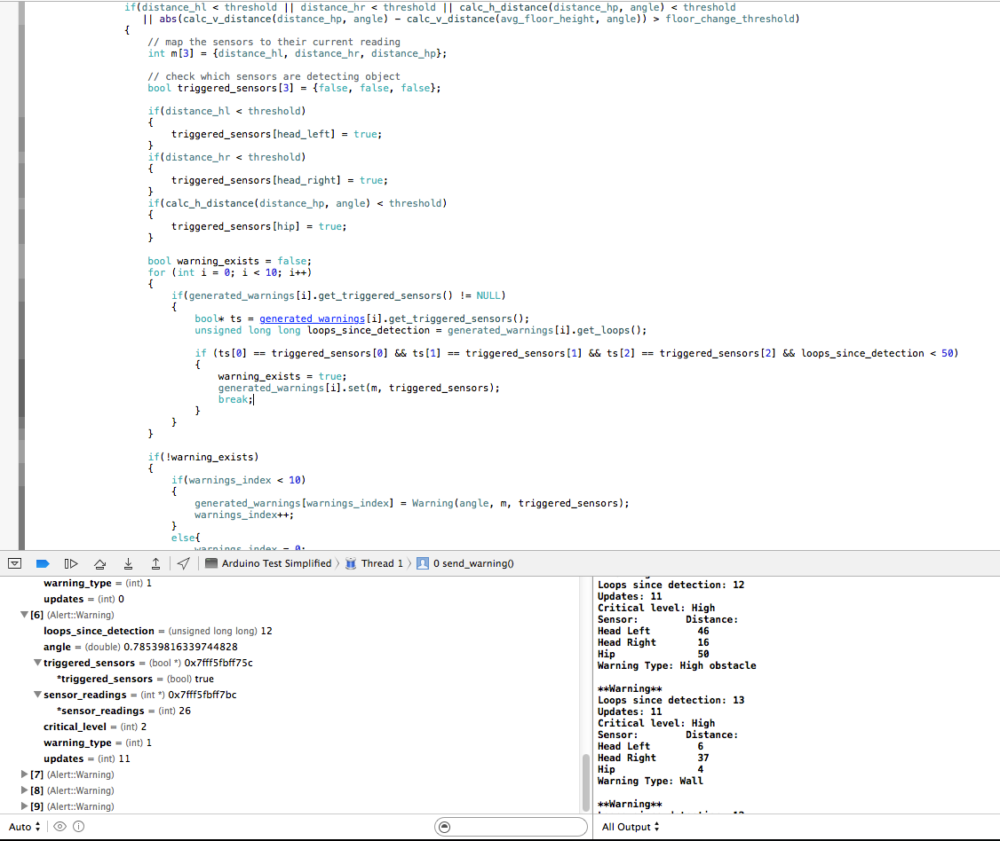 if(distance_hl < threshold || distance_hr < threshold || calc_h_distance(distance_hp, angle) < threshold
|| abs(calc_v_distance(distance_hp, angle) - calc_v_distance(avg_floor_height, angle)) > floor_change_threshold)
{
// map the sensors to their current reading
int m[3] = {distance_hl, distance_hr, distance_hp};
// check which sensors are detecting object
bool triggered_sensors[3] = {false, false, false};
if(distance_hl < threshold)
{
triggered_sensors[head_left] = true;
}
if(distance_hr < threshold)
{
triggered_sensors[head_right] = true;
}
if(calc_h_distance(distance_hp, angle) < threshold)
{
triggered_sensors[hip] = true;
}
bool warning_exists = false;
for (int i = 0; i < 10; i++)
{
if(generated_warnings[i].get_triggered_sensors() != NULL)
{
bool* ts = generated_warnings[i].get_triggered_sensors();
unsigned long long loops_since_detection = generated_warnings[i].get_loops();
if (ts[0] == triggered_sensors[0] && ts[1] == triggered_sensors[1] && ts[2] == triggered_sensors[2] && loops_since_detection < 50)
{
warning_exists = true;
generated_warnings[i].set(m, triggered_sensors);
break;
}
}
}
if(!warning_exists)
{
if(warnings_index < 10)
{
generated_warnings[warnings_index] = Warning(angle, m, triggered_sensors);
warnings_index++;
}
else{
warnings_index = 0;
Arduino Test Simplified Thread 1 0 send_warning()
warning_type = (int) 1
updates = (int) 0
[6] (Alert::Warning)
loops_since_detection = (unsigned long long) 12
angle = (double) 0.78539816339744828
triggered_sensors = (bool *) 0x7fff5fbff75c
*triggered_sensors = (bool) true
sensor_readings = (int *) 0x7fff5fbff7bc
*sensor_readings = (int) 26
critical_level = (int) 2
warning_type = (int) 1
updates = (int) 11
[7] (Alert::Warning)
[8] (Alert::Warning)
[9] (Alert::Warning)
Auto
Loops since detection: 12
Updates: 11
Critical level: High
Sensor: Distance:
Head Left 46
Head Right 16
Hip 50
Warning Type: High obstacle
**Warning**
Loops since detection: 13
Updates: 11
Critical level: High
Sensor: Distance:
Head Left 6
Head Right 37
Hip 4
Warning Type: Wall
**Warning**
All Output